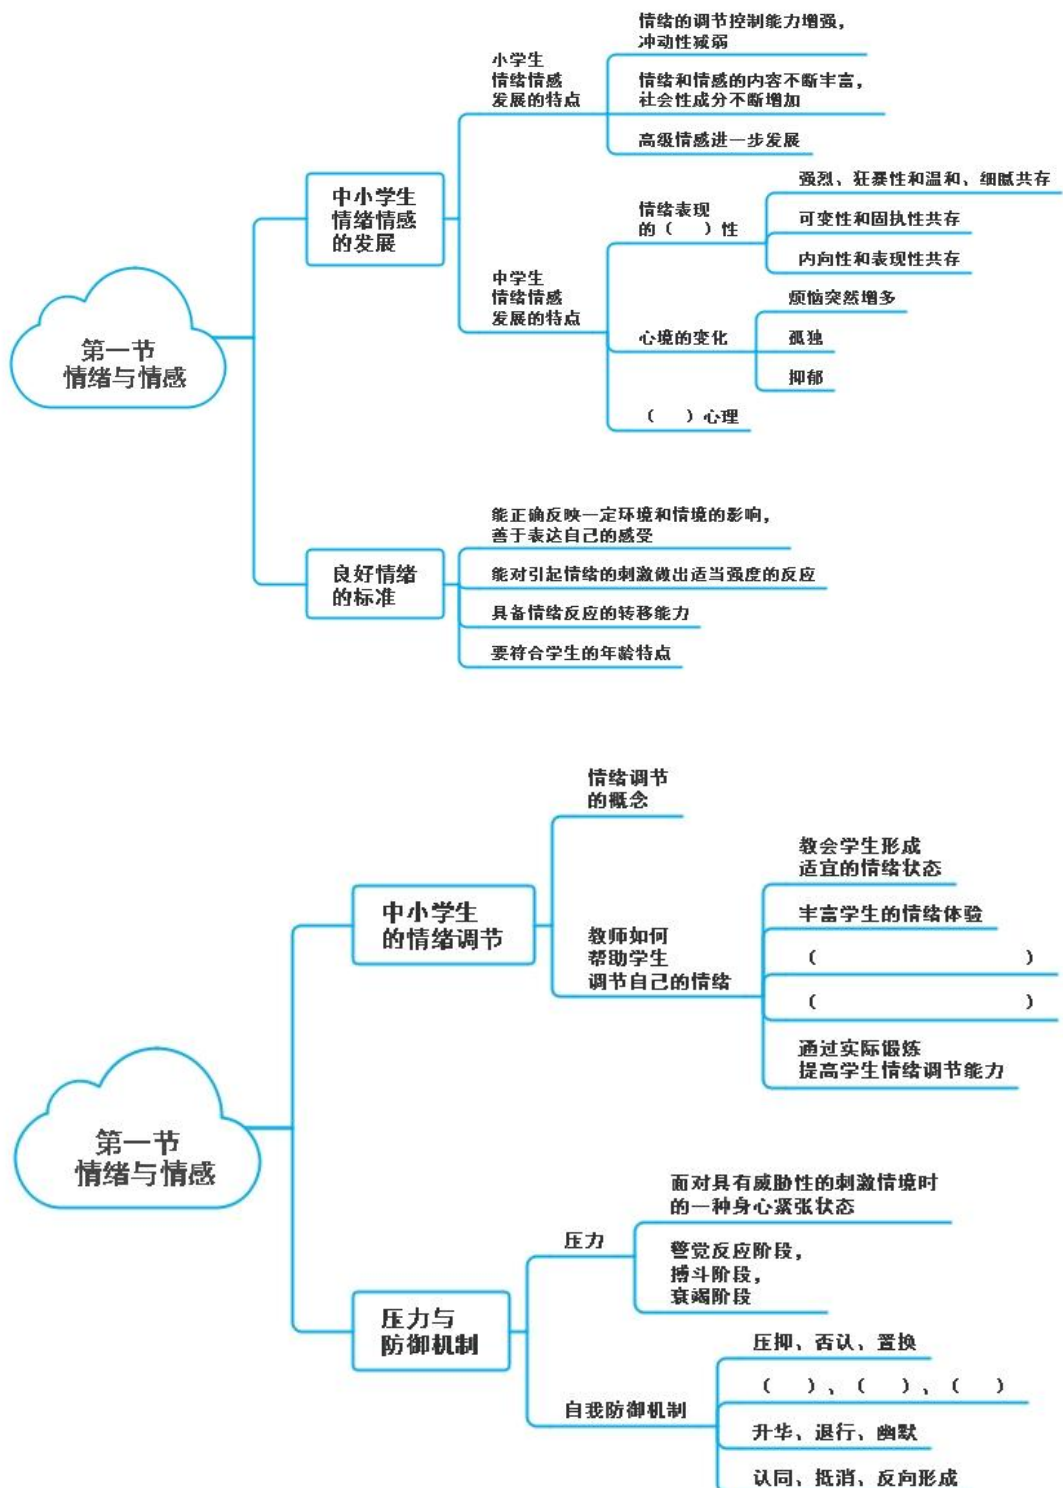 情绪的调节控制能力增强，
冲动性减弱
小学生
情绪情感
发展的特点
情绪和情感的内容不断丰富，
社会性成分不断增加
高级情感进一步发展
中小学生
情绪情感
的发展
强烈、狂暴性和温和、细腻共存
情绪表现
的（ ）性
可变性和固执性共存
内向性和表现性共存
中学生
情绪情感
发展的特点
烦恼突然增多
心境的变化
孤独
抑郁
（ ）心理
第一节
情绪与情感
能正确反映一定环境和情境的影响，
善于表达自己的感受
良好情绪
的标准
能对引起情绪的刺激做出适当强度的反应
具备情绪反应的转移能力
要符合学生的年龄特点
情绪调节
的概念
中小学生
的情绪调节
教会学生形成
适宜的情绪状态
丰富学生的情绪体验
教师如何
帮助学生
调节自己的情绪
（ ）
（ ）
通过实际锻炼
提高学生情绪调节能力
第一节
情绪与情感
面对具有威胁性的刺激情境时
的一种身心紧张状态
压力
警觉反应阶段，
搏斗阶段，
衰竭阶段
压力与
防御机制
压抑、否认、置换
（ ）、（ ）、（ ）
自我防御机制
升华、退行、幽默
认同、抵消、反向形成